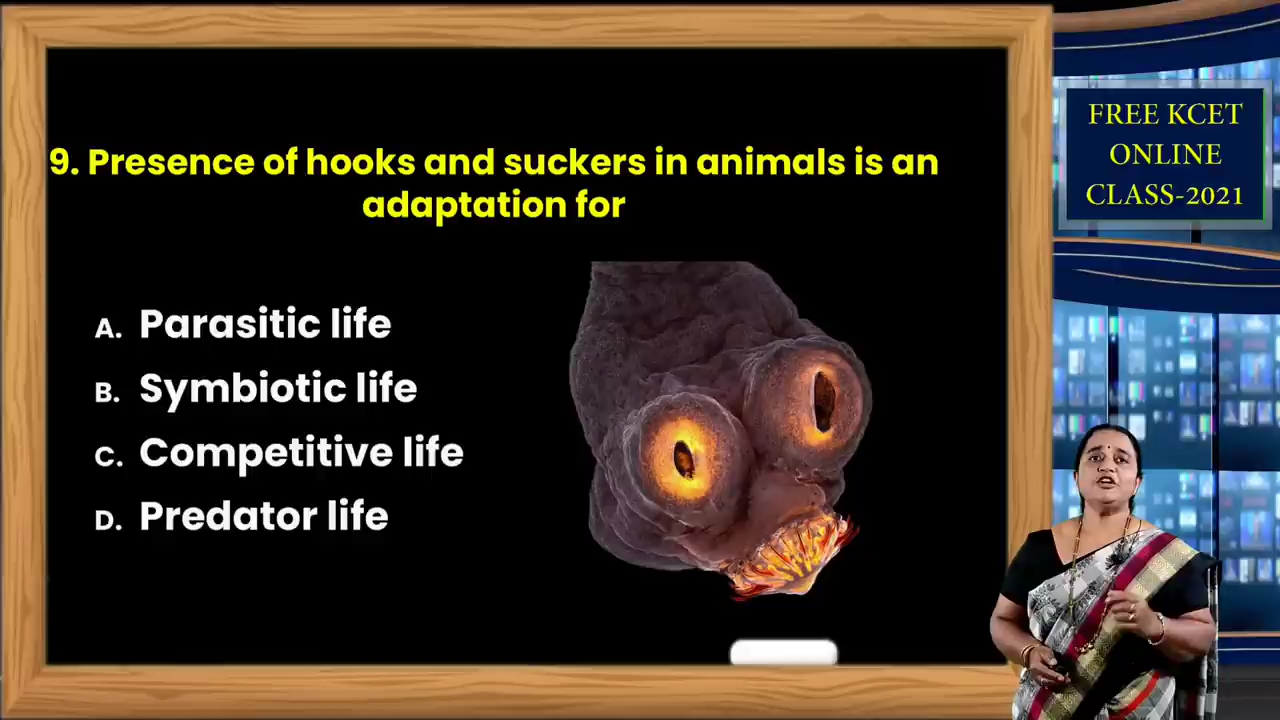 9. Presence of hooks and suckers in animals is an
adaptation for
A. Parasitic life
B. Symbiotic life
C. Competitive life
D. Predator life
FREE KCET
ONLINE
CLASS-2021